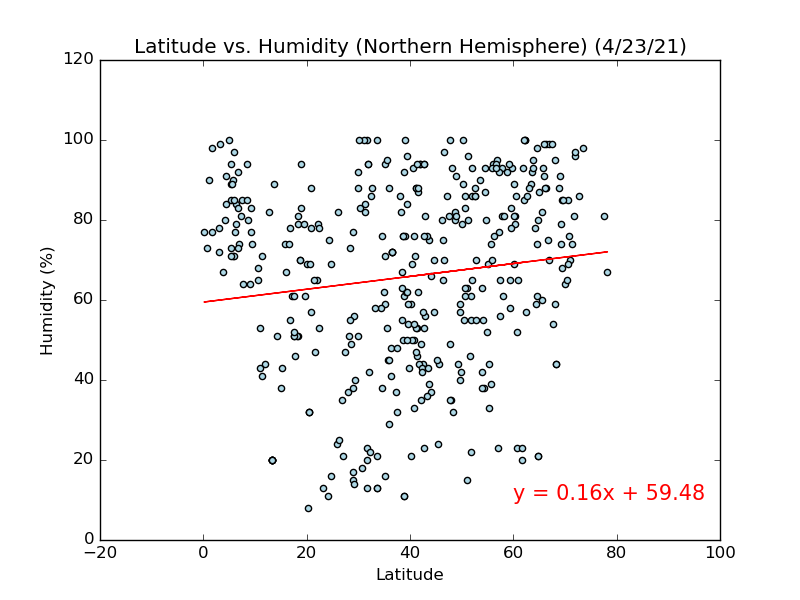 Latitude vs. Humidity (Northern Hemisphere) (4/23/21)
120
100
80
60
40
20
0
Humidity (%)
y = 0.16x + 59.48
−20 0 20 40 60 80 100
Latitude